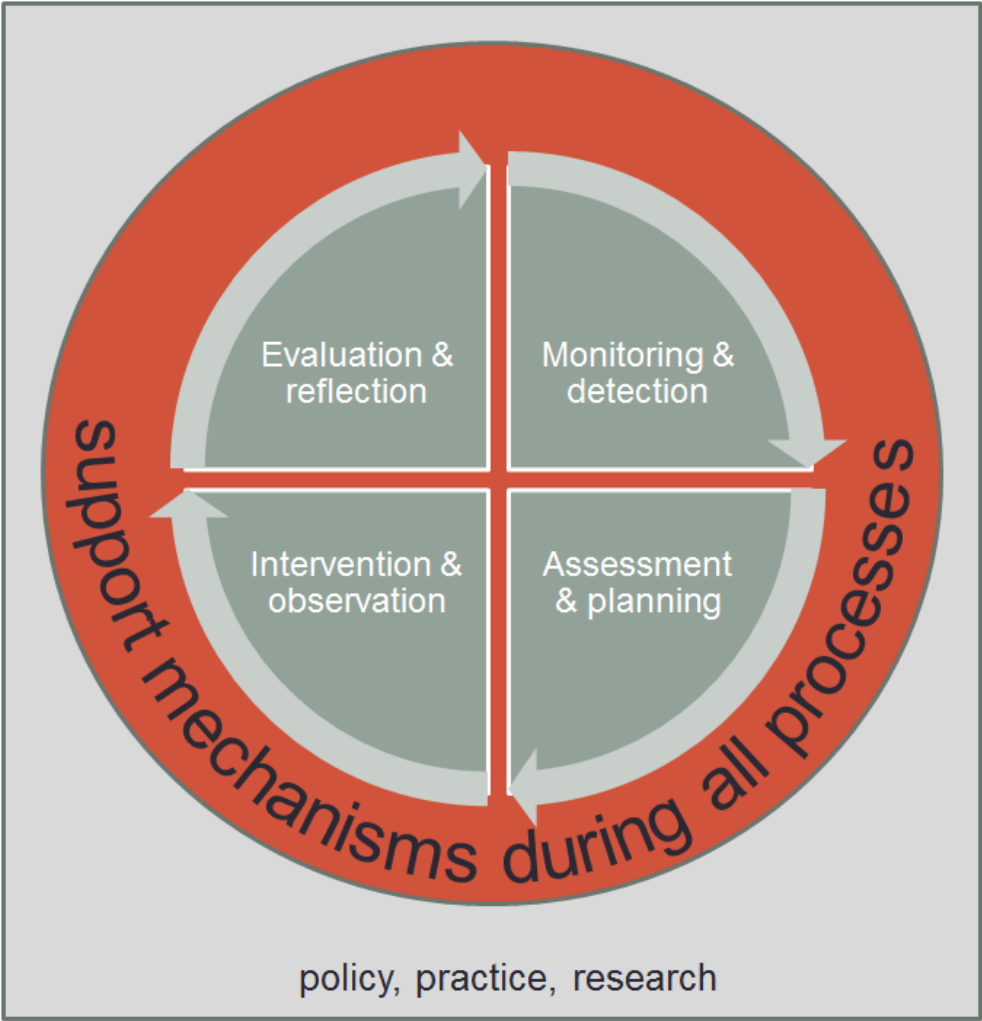 Evaluation &
reflection
Monitoring &
detection
Intervention &
observation
Assessment
& planning
support mechanisms during all processes
policy, practice, research